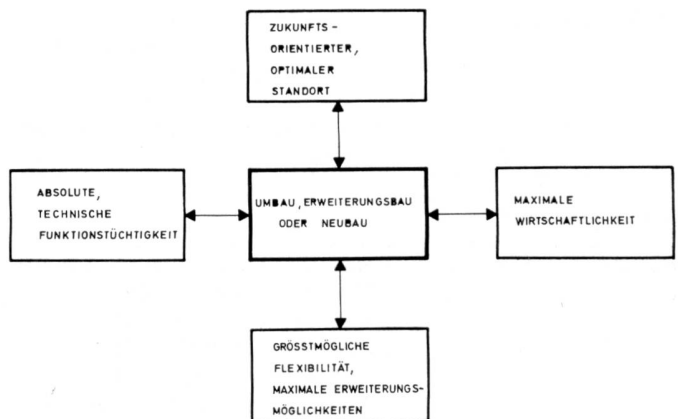 ZUKUNFTS-
ORIENTIERTER,
OPTIMALER
STANDORT
ABSOLUTE,
TECHNISCHE
FUNKTIONSTÜCHTIGKEIT
UMBAU, ERWEITERUNGSBAU
ODER NEUBAU
MAXIMALE
WIRTSCHAFTLICHKEIT
GRÖSSTMÖGLICHE
FLEXIBILITÄT,
MAXIMALE ERWEITERUNGS-
MÖGLICHKEITEN